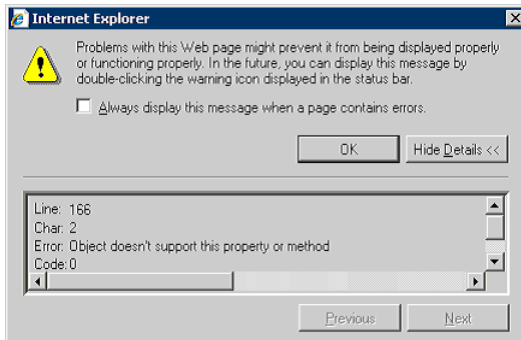 Internet Explorer
Problems with this Web page might prevent it from being displayed properly
or functioning properly. In the future, you can display this message by
double-clicking the warning icon displayed in the status bar.
Always display this message when a page contains errors.
OK
Hide Details <<
Line: 166
Char: 2
Error: Object doesn't support this property or method
Code: 0
Previous
Next